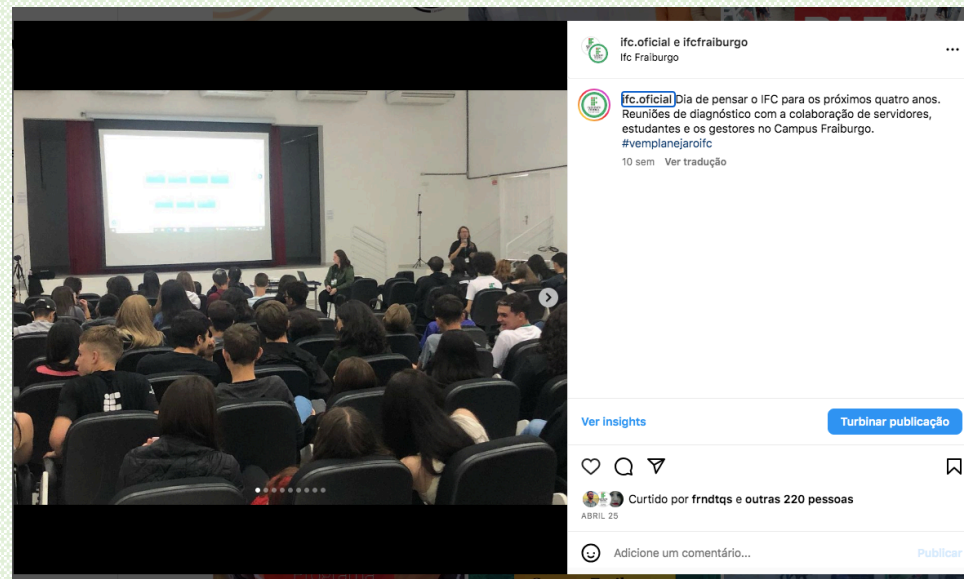 ifc.oficial e ifcfraiburgo
Ifc Fraiburgo
ifc.oficial Dia de pensar o IFC para os próximos quatro anos.
Reuniões de diagnóstico com a colaboração de servidores,
estudantes e os gestores no Campus Fraiburgo.
#vemplanejaroifc
10 sem Ver tradução
Ver insights
Turbinar publicação
Curtido por frndtqs e outras 220 pessoas
ABRIL 25
Adicione um comentário...
Publicar